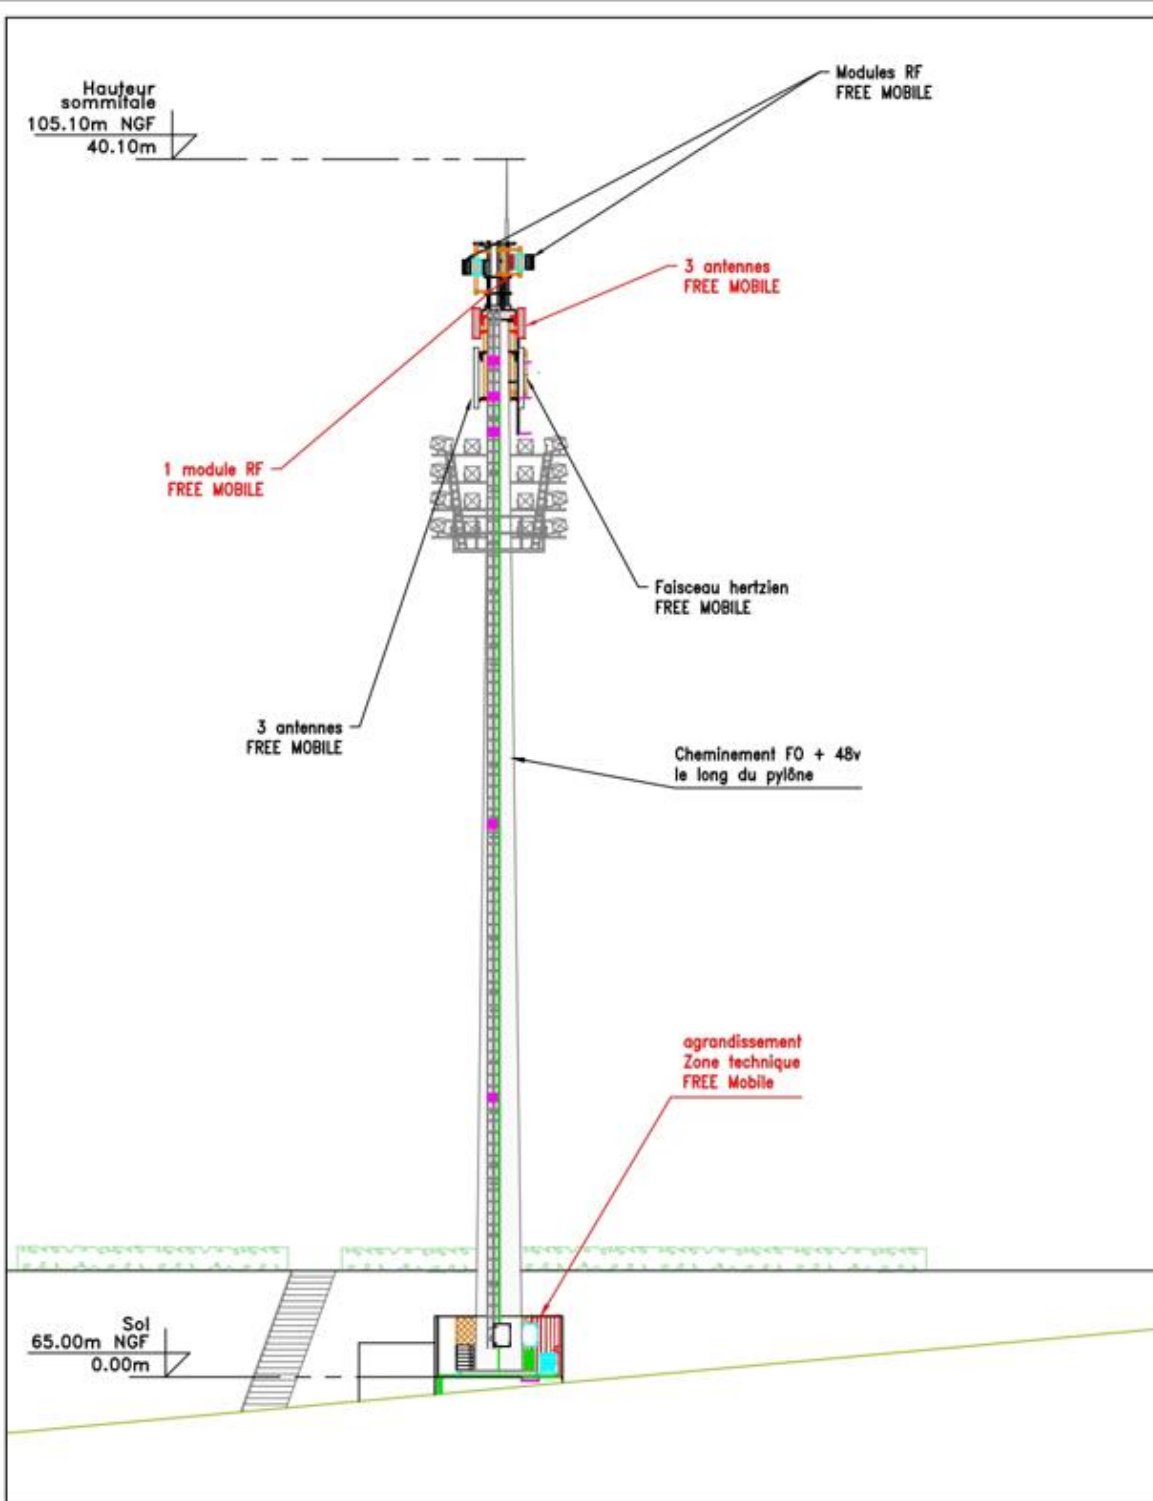 Hauteur
sommitale
105.10m NGF
40.10m
Modules RF
FREE MOBILE
3 antennes
FREE MOBILE
1 module RF
FREE MOBILE
Faisceau hertzien
FREE MOBILE
3 antennes
FREE MOBILE
Cheminement FO + 48v
le long du pylône
agrandissement
Zone technique
FREE Mobile
Sol
65.00m NGF
0.00m